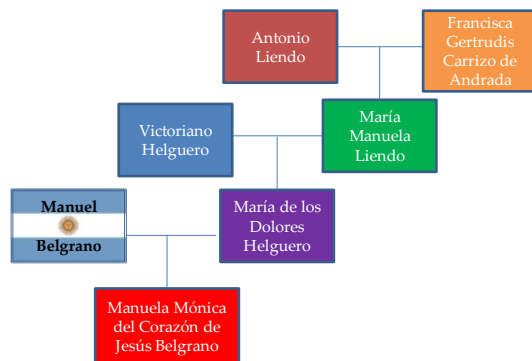 Antonio
Liendo
Francisca
Gertrudis
Carrizo de
Andrada
Victoriano
Helguero
María
Manuela
Liendo
Manuel
Belgrano
María de los
Dolores
Helguero
Manuela Mónica
del Corazón de
Jesús Belgrano